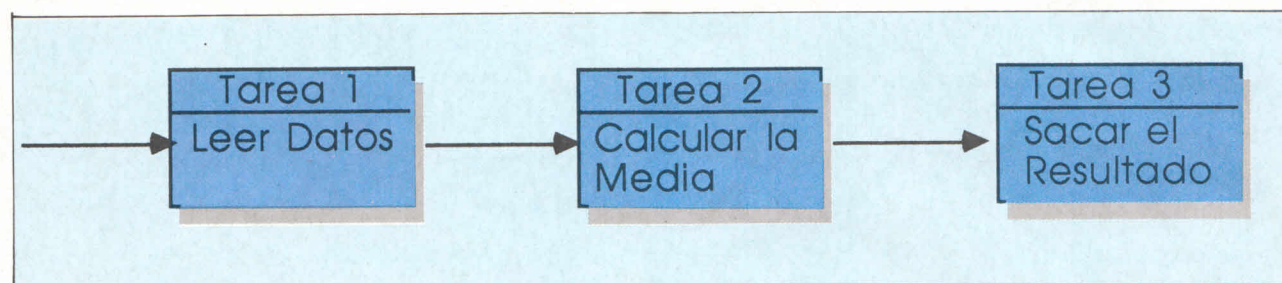 Tarea 1
Leer Datos
Tarea 2
Calcular la
Media
Tarea 3
Sacar el
Resultado